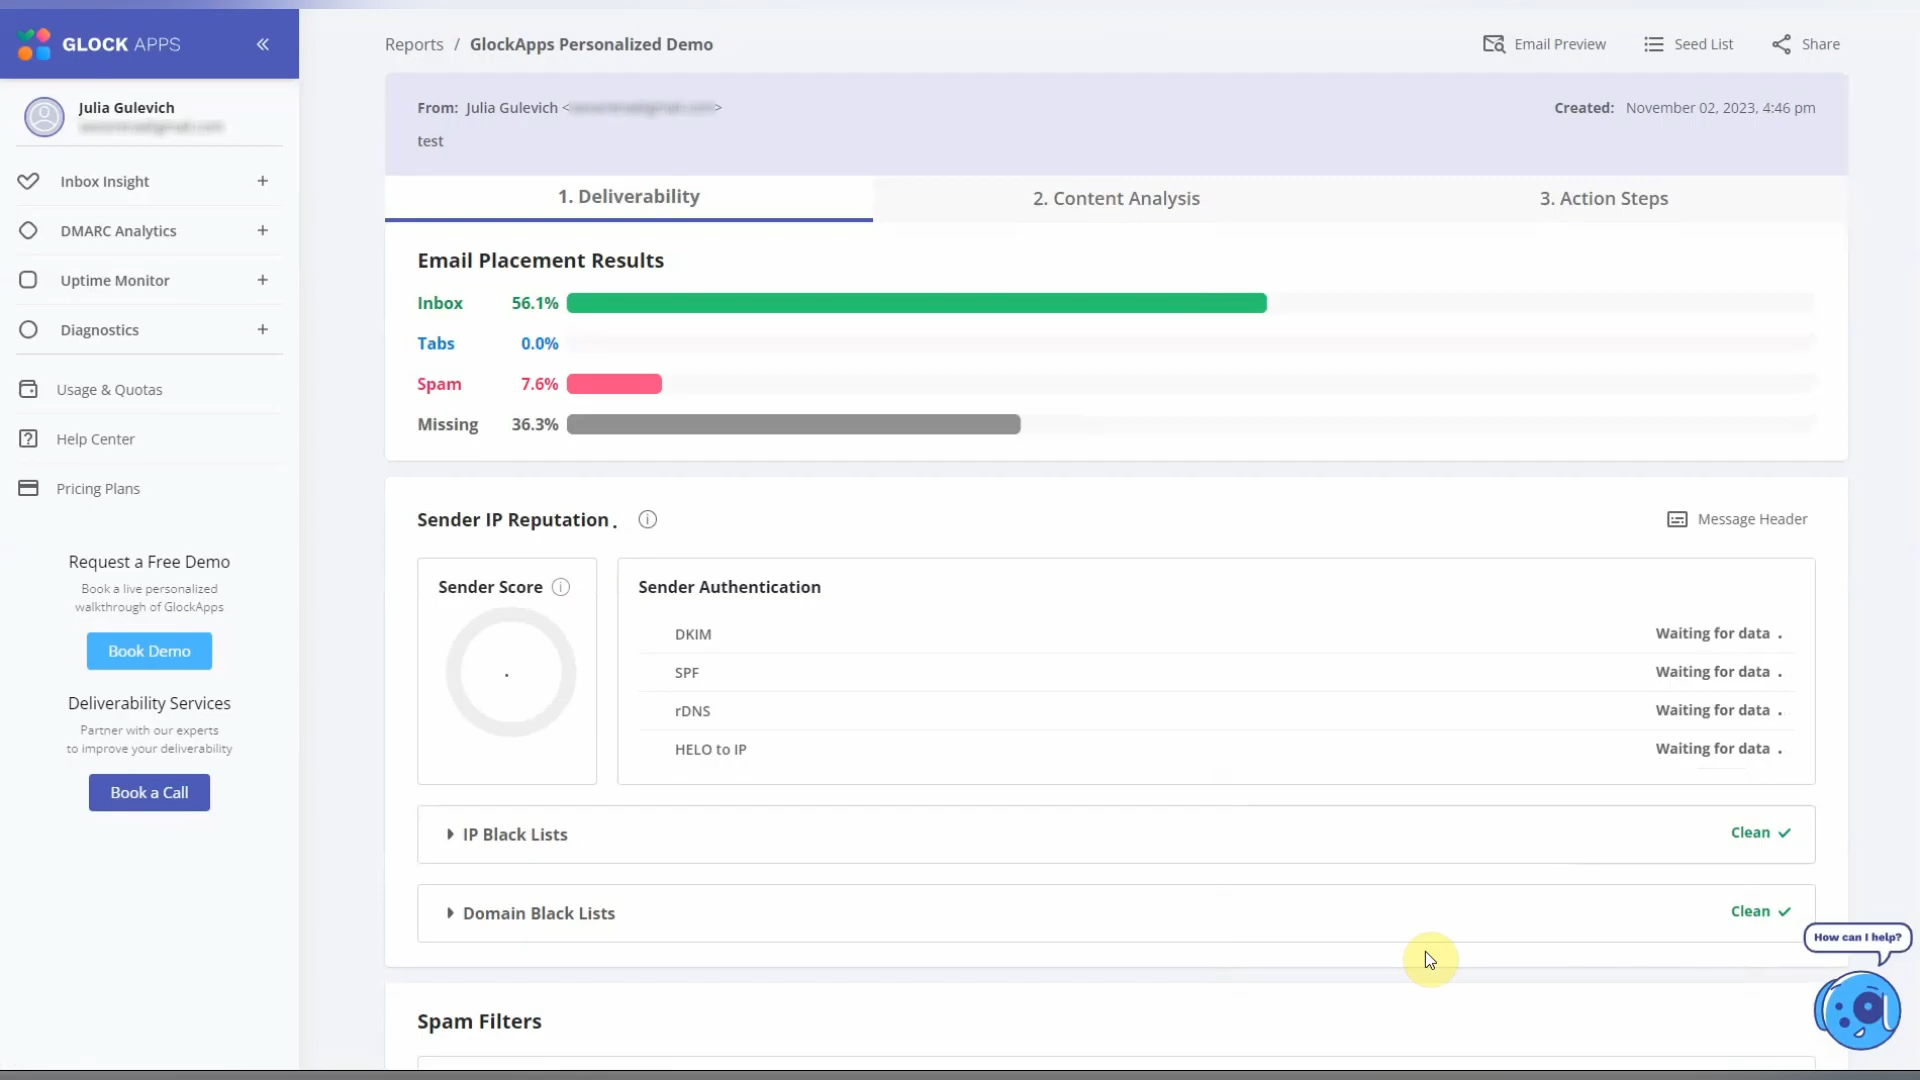 GLOCK APPS
Reports / GlockApps Personalized Demo
Email Preview
Seed List
Share
Julia Gulevich
Inbox Insight +
DMARC Analytics +
Uptime Monitor +
Diagnostics +
Usage & Quotas
Help Center
Pricing Plans
Request a Free Demo
Book a live personalized
walkthrough of GlockApps
Book Demo
Deliverability Services
Partner with our experts
to improve your deliverability
Book a Call
From: Julia Gulevich < >
Created: November 02, 2023, 4:46 pm
test
1. Deliverability
2. Content Analysis
3. Action Steps
Email Placement Results
Inbox 56.1%
Tabs 0.0%
Spam 7.6%
Missing 36.3%
Sender IP Reputation .
Message Header
Sender Score
.
Sender Authentication
DKIM Waiting for data .
SPF Waiting for data .
rDNS Waiting for data .
HELO to IP Waiting for data .
IP Black Lists Clean
Domain Black Lists Clean
Spam Filters
How can I help?